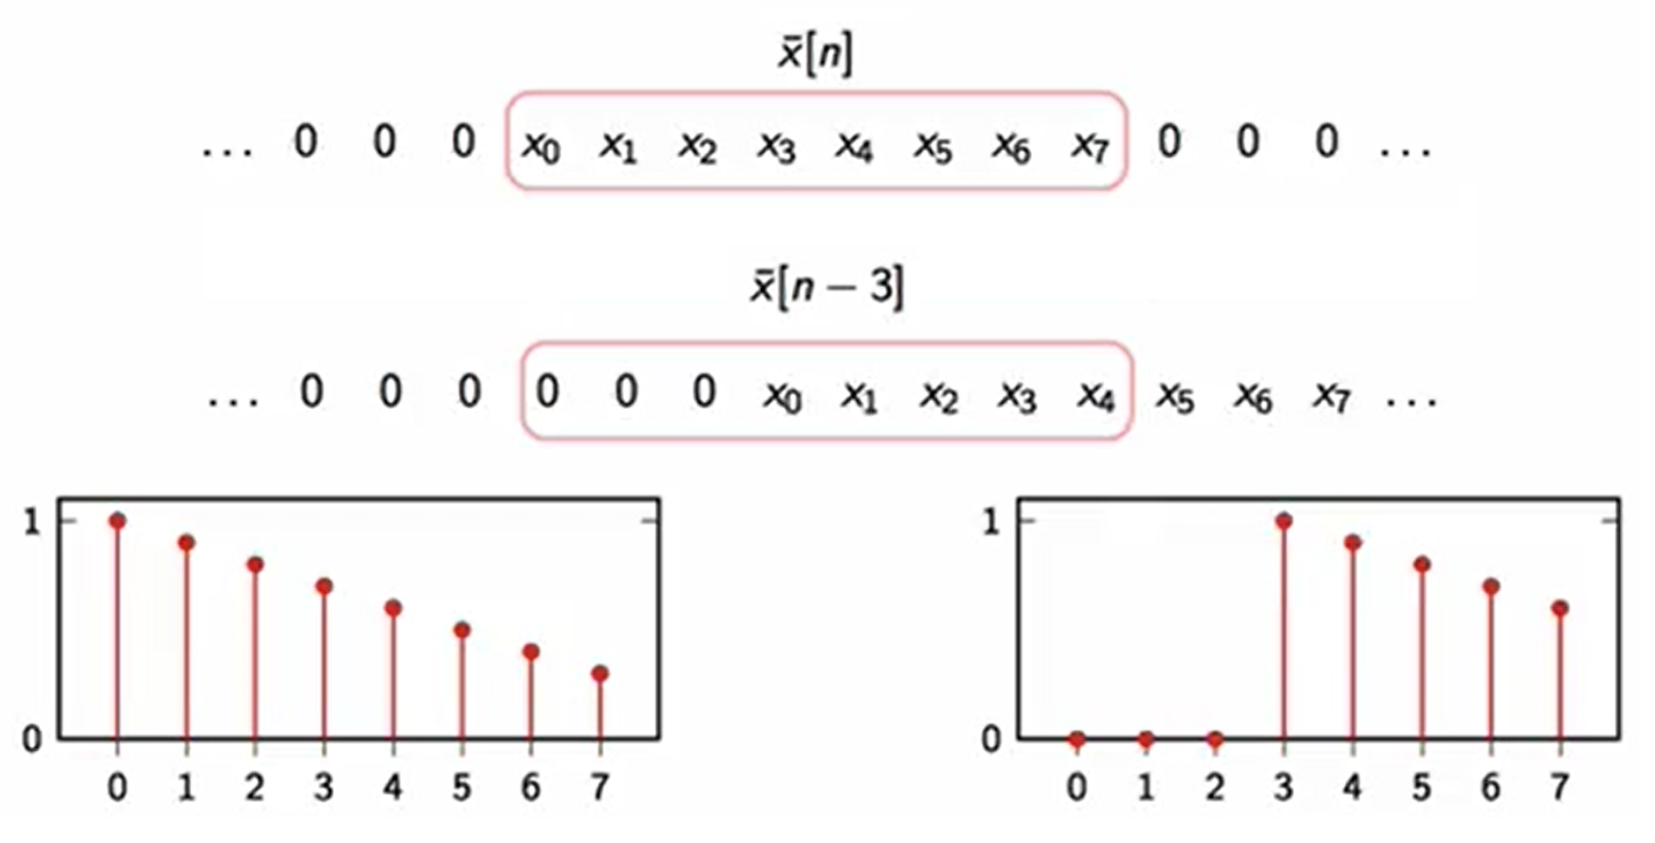 x̄[n]
... 0 0 0 x₀ x₁ x₂ x₃ x₄ x₅ x₆ x₇ 0 0 0 ...
x̄[n − 3]
... 0 0 0 0 0 0 x₀ x₁ x₂ x₃ x₄ x₅ x₆ x₇ ...
1
0
0 1 2 3 4 5 6 7
1
0
0 1 2 3 4 5 6 7